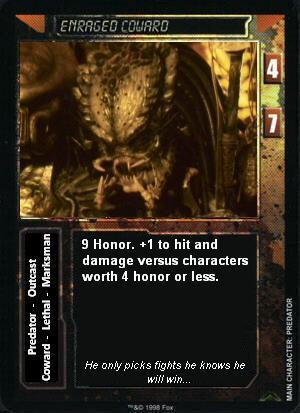 ENRAGED COWARD
4
7
9 Honor. +1 to hit and
damage versus characters
worth 4 honor or less.
Predator - Outcast
Coward - Lethal - Marksman
He only picks fights he knows he
will win...
MAIN CHARACTER: PREDATOR
™&© 1998 Fox